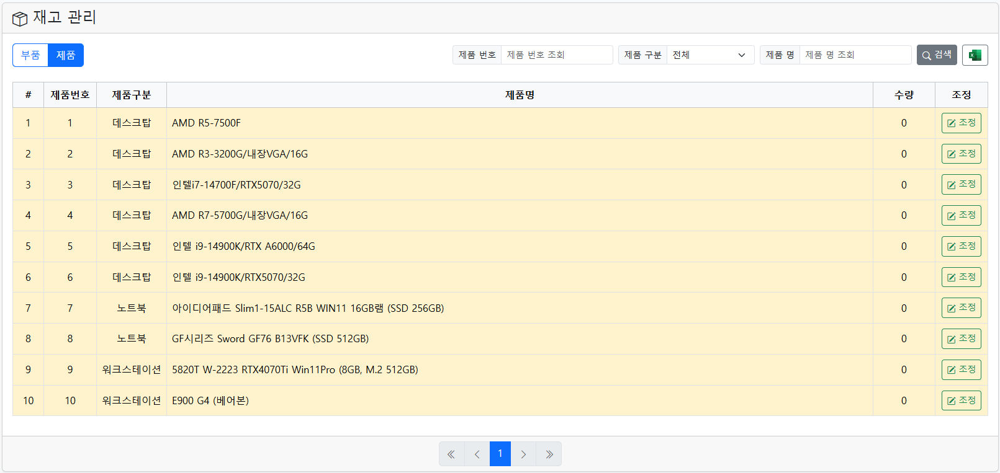 재고 관리
부품 제품 제품 번호 제품 번호 조회 제품 구분 전체 제품 명 제품 명 조회 검색
# 제품번호 제품구분 제품명 수량 조정
1 1 데스크탑 AMD R5-7500F 0 조정
2 2 데스크탑 AMD R3-3200G/내장VGA/16G 0 조정
3 3 데스크탑 인텔i7-14700F/RTX5070/32G 0 조정
4 4 데스크탑 AMD R7-5700G/내장VGA/16G 0 조정
5 5 데스크탑 인텔 i9-14900K/RTX A6000/64G 0 조정
6 6 데스크탑 인텔 i9-14900K/RTX5070/32G 0 조정
7 7 노트북 아이디어패드 Slim1-15ALC R5B WIN11 16GB램 (SSD 256GB) 0 조정
8 8 노트북 GF시리즈 Sword GF76 B13VFK (SSD 512GB) 0 조정
9 9 워크스테이션 5820T W-2223 RTX4070Ti Win11Pro (8GB, M.2 512GB) 0 조정
10 10 워크스테이션 E900 G4 (베어본) 0 조정
« ‹ 1 › »